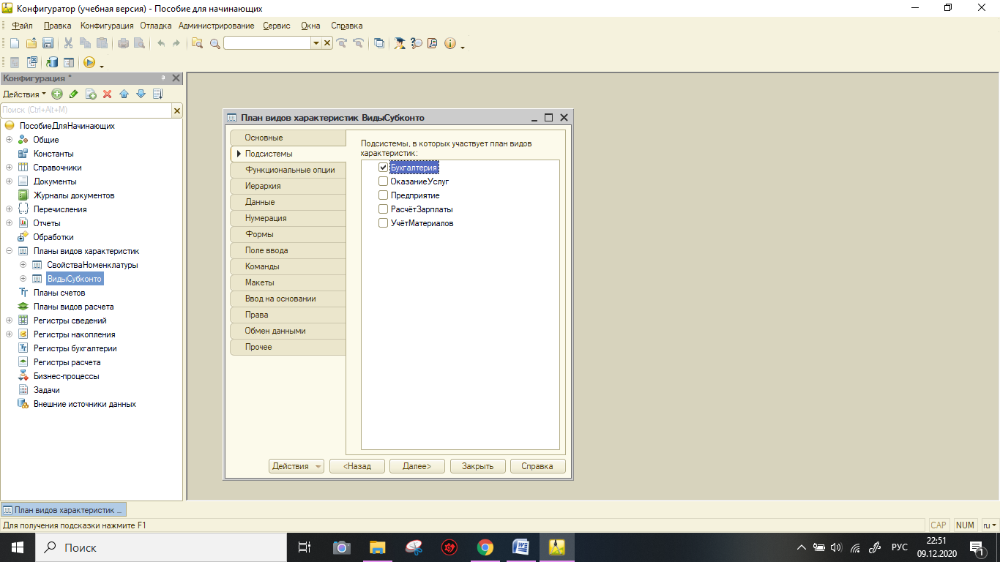 Конфигуратор (учебная версия) - Пособие для начинающих
Файл Правка Конфигурация Отладка Администрирование Сервис Окна Справка
Конфигурация *
Действия
Поиск (Ctrl+Alt+M)
ПособиеДляНачинающих
Общие
Константы
Справочники
Документы
Журналы документов
Перечисления
Отчеты
Обработки
Планы видов характеристик
СвойстваНоменклатуры
ВидыСубконто
Планы счетов
Планы видов расчета
Регистры сведений
Регистры накопления
Регистры бухгалтерии
Регистры расчета
Бизнес-процессы
Задачи
Внешние источники данных
План видов характеристик ВидыСубконто
Основные
Подсистемы
Функциональные опции
Иерархия
Данные
Нумерация
Формы
Поле ввода
Команды
Макеты
Ввод на основании
Права
Обмен данными
Прочее
Подсистемы, в которых участвует план видов
характеристик:
Бухгалтерия
ОказаниеУслуг
Предприятие
РасчётЗарплаты
УчётМатериалов
Действия <Назад Далее> Закрыть Справка
План видов характеристик ...
Для получения подсказки нажмите F1
CAP NUM ru
Поиск
РУС
22:51
09.12.2020
1